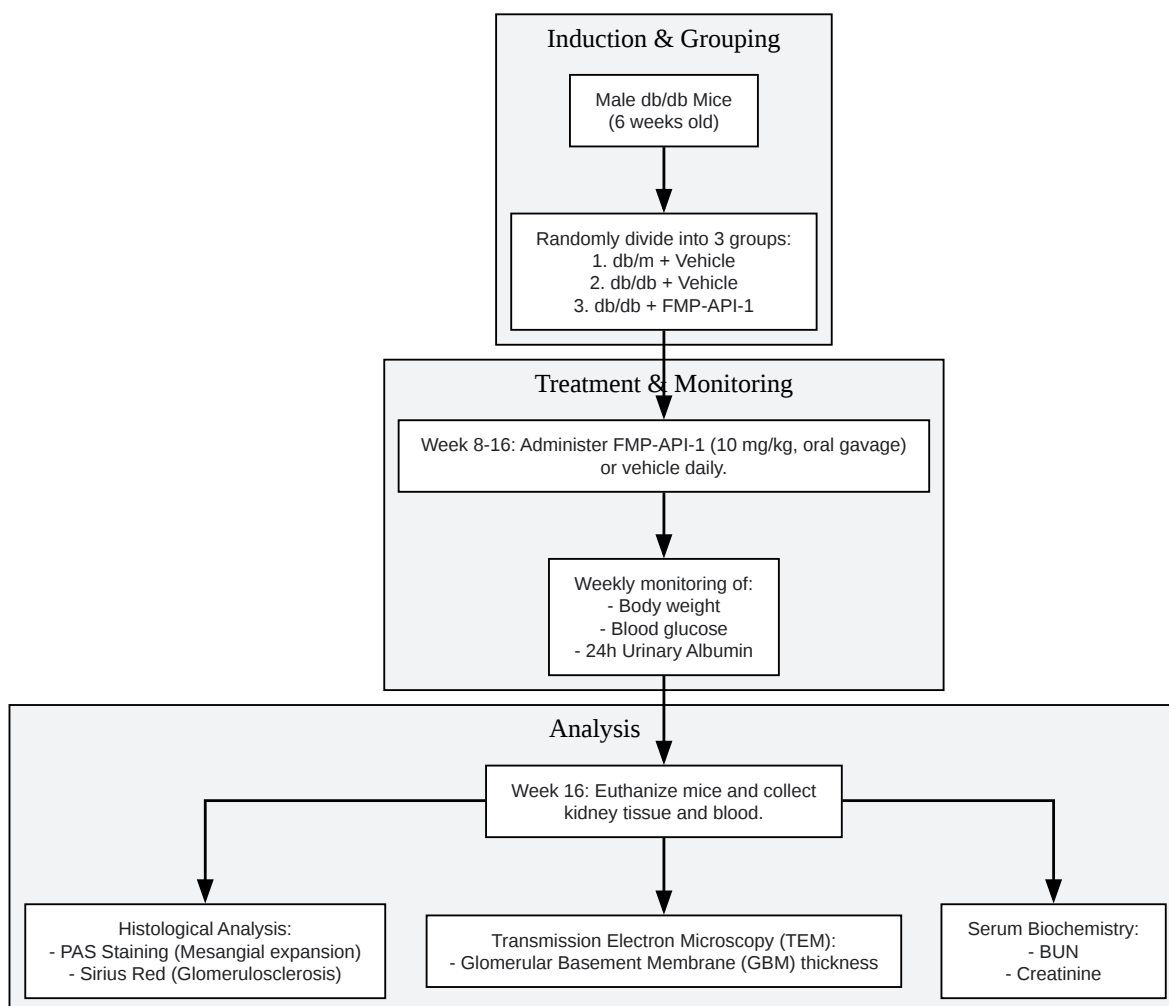 Induction & Grouping
Male db/db Mice
(6 weeks old)
Randomly divide into 3 groups:
1. db/m + Vehicle
2. db/db + Vehicle
3. db/db + FMP-API-1
Treatment & Monitoring
Week 8-16: Administer FMP-API-1 (10 mg/kg, oral gavage)
or vehicle daily.
Weekly monitoring of:
- Body weight
- Blood glucose
- 24h Urinary Albumin
Analysis
Week 16: Euthanize mice and collect
kidney tissue and blood.
Histological Analysis:
- PAS Staining (Mesangial expansion)
- Sirius Red (Glomerulosclerosis)
Transmission Electron Microscopy (TEM):
- Glomerular Basement Membrane (GBM) thickness
Serum Biochemistry:
- BUN
- Creatinine